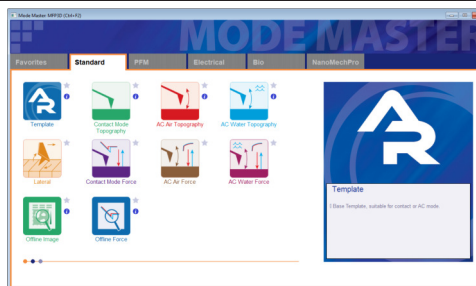 Mode Master MFP3D (Ctrl+F2)
MODE MASTER
Favorites Standard PFM Electrical Bio NanoMechPro
Template
Contact Mode
Topography
AC Air Topography
AC Water Topography
Lateral
Contact Mode Force
AC Air Force
AC Water Force
Offline Image
Offline Force
AR
Template
Base Template, suitable for contact or AC mode.